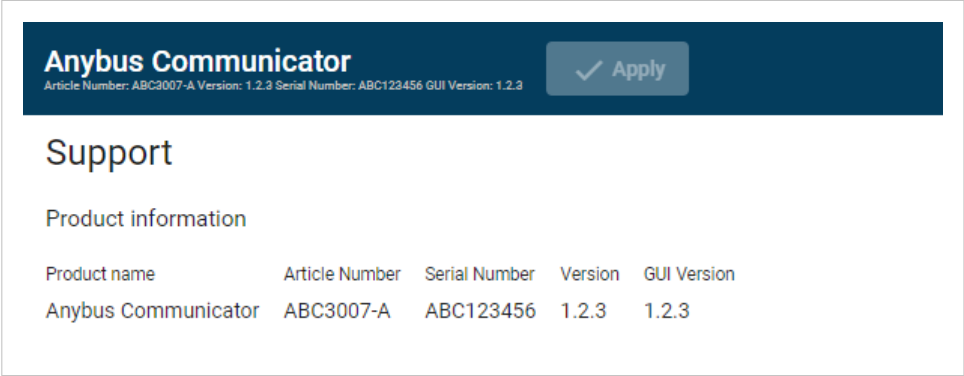 Anybus Communicator
Article Number: ABC3007-A Version: 1.2.3 Serial Number: ABC123456 GUI Version: 1.2.3
Apply
Support
Product information
Product name Article Number Serial Number Version GUI Version
Anybus Communicator ABC3007-A ABC123456 1.2.3 1.2.3